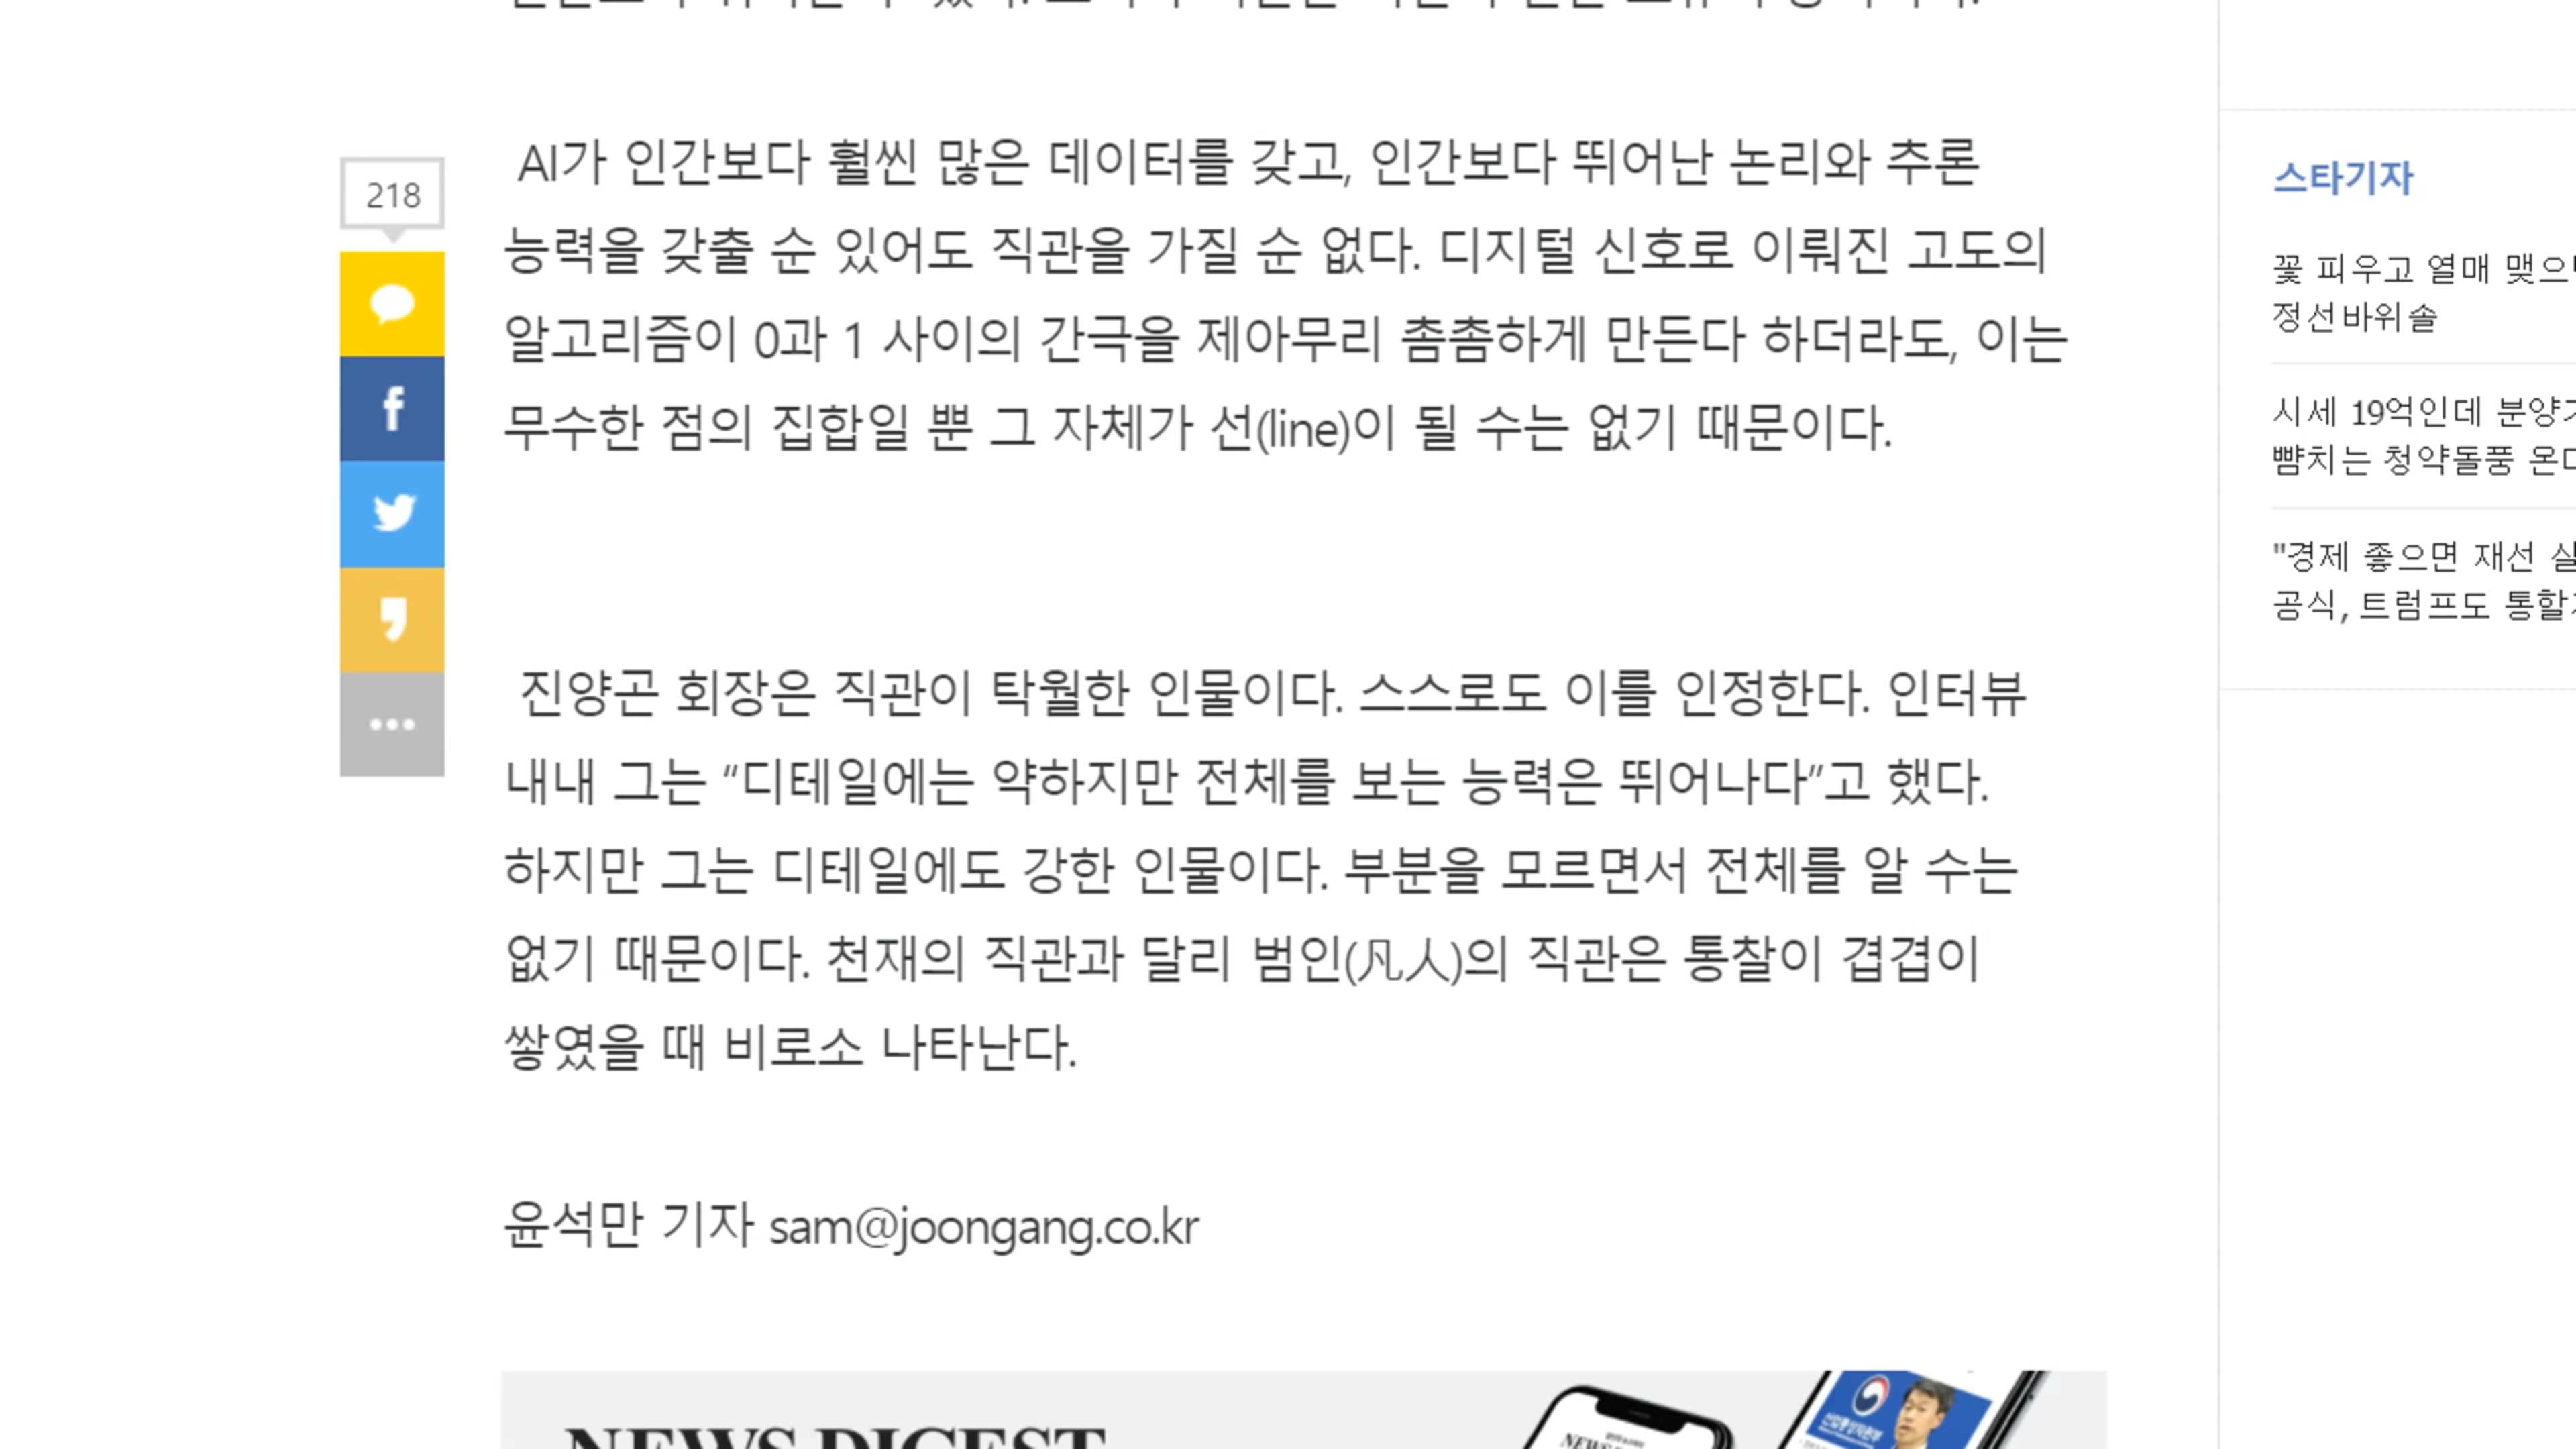 218
AI가 인간보다 훨씬 많은 데이터를 갖고, 인간보다 뛰어난 논리와 추론
능력을 갖출 순 있어도 직관을 가질 순 없다. 디지털 신호로 이뤄진 고도의
알고리즘이 0과 1 사이의 간극을 제아무리 촘촘하게 만든다 하더라도, 이는
무수한 점의 집합일 뿐 그 자체가 선(line)이 될 수는 없기 때문이다.
진양곤 회장은 직관이 탁월한 인물이다. 스스로도 이를 인정한다. 인터뷰
내내 그는 “디테일에는 약하지만 전체를 보는 능력은 뛰어나다”고 했다.
하지만 그는 디테일에도 강한 인물이다. 부분을 모르면서 전체를 알 수는
없기 때문이다. 천재의 직관과 달리 범인(凡人)의 직관은 통찰이 겹겹이
쌓였을 때 비로소 나타난다.
윤석만 기자 sam@joongang.co.kr
NEWS DIGEST
스타기자
꽃 피우고 열매 맺으
정선바위솔
시세 19억인데 분양
뺨치는 청약돌풍 온
"경제 좋으면 재선
공식, 트럼프도 통할